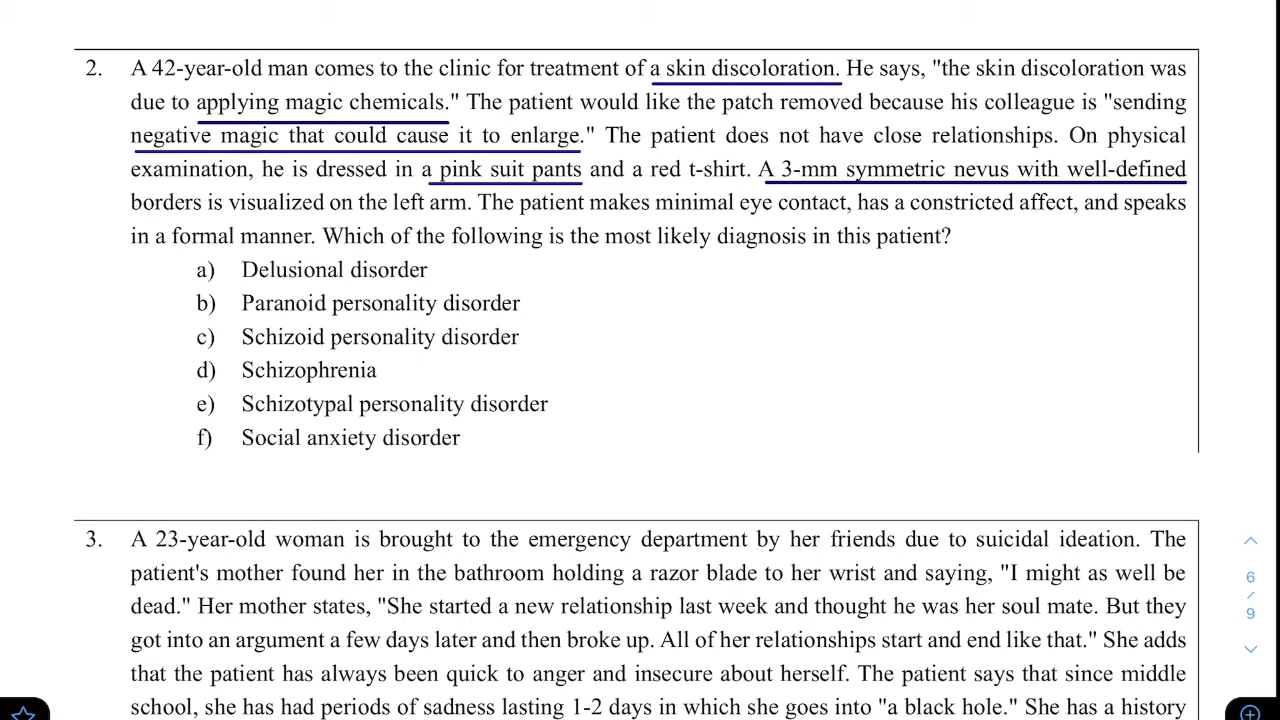 2. A 42-year-old man comes to the clinic for treatment of a skin discoloration. He says, "the skin discoloration was
due to applying magic chemicals." The patient would like the patch removed because his colleague is "sending
negative magic that could cause it to enlarge." The patient does not have close relationships. On physical
examination, he is dressed in a pink suit pants and a red t-shirt. A 3-mm symmetric nevus with well-defined
borders is visualized on the left arm. The patient makes minimal eye contact, has a constricted affect, and speaks
in a formal manner. Which of the following is the most likely diagnosis in this patient?
a) Delusional disorder
b) Paranoid personality disorder
c) Schizoid personality disorder
d) Schizophrenia
e) Schizotypal personality disorder
f) Social anxiety disorder
3. A 23-year-old woman is brought to the emergency department by her friends due to suicidal ideation. The
patient's mother found her in the bathroom holding a razor blade to her wrist and saying, "I might as well be
dead." Her mother states, "She started a new relationship last week and thought he was her soul mate. But they
got into an argument a few days later and then broke up. All of her relationships start and end like that." She adds
that the patient has always been quick to anger and insecure about herself. The patient says that since middle
school, she has had periods of sadness lasting 1-2 days in which she goes into "a black hole." She has a history
6
/
9